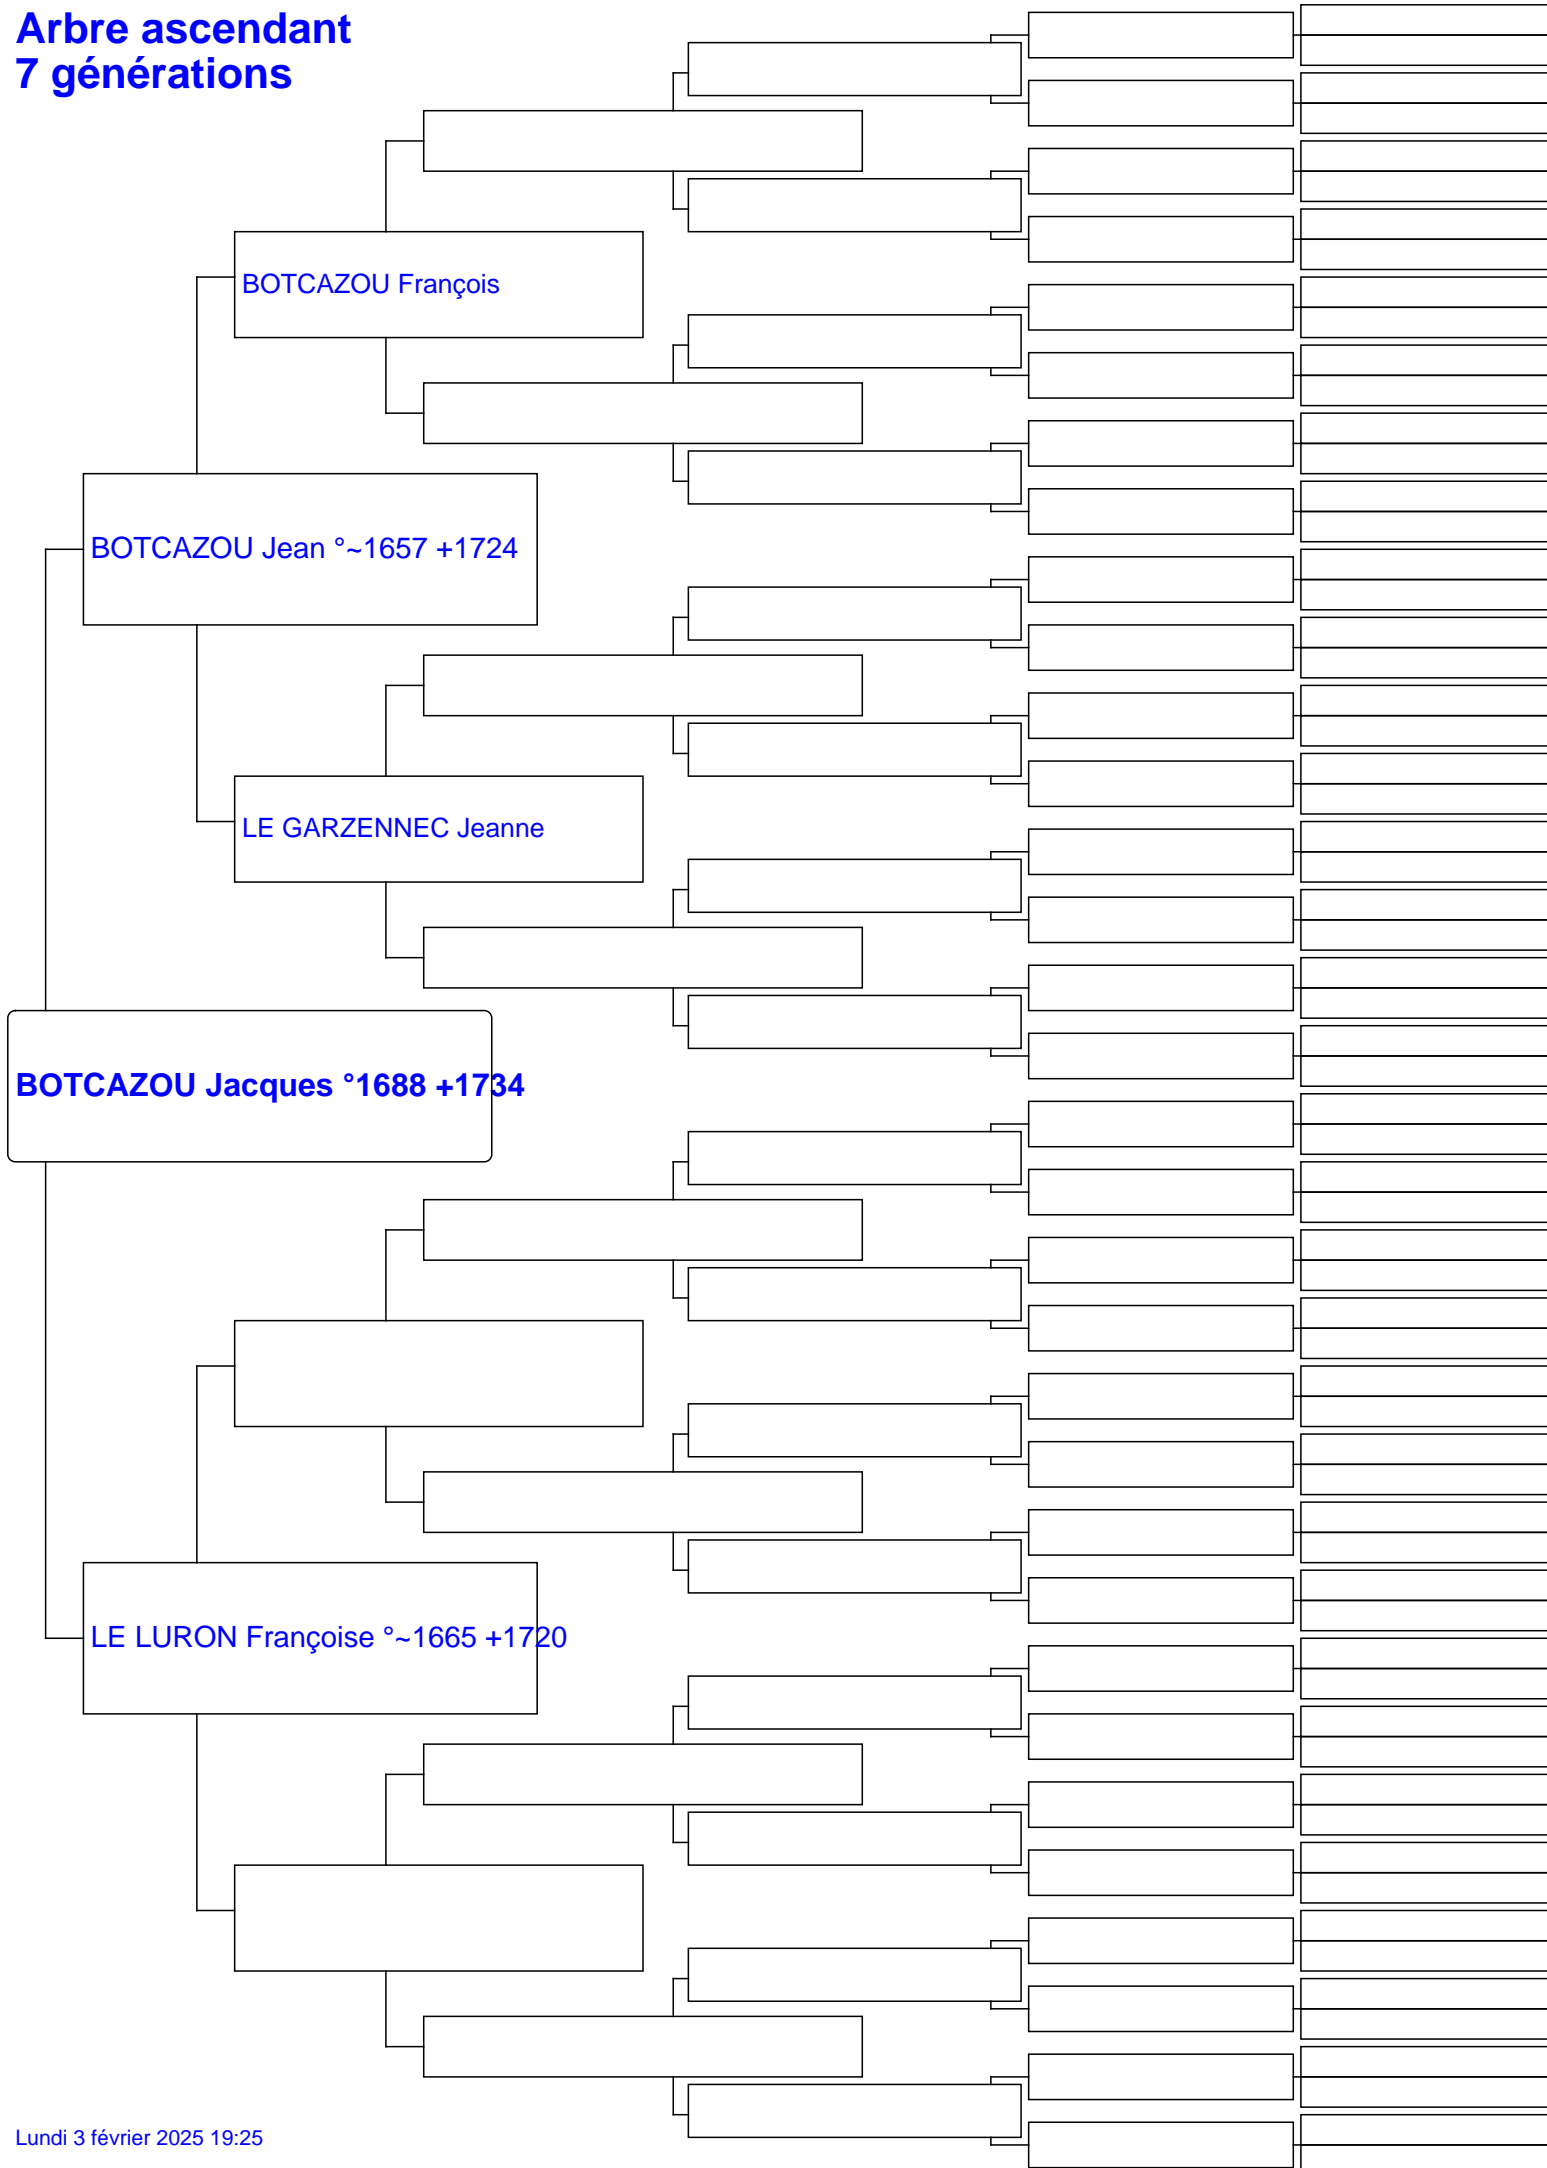 Arbre ascendant
7 générations
BOTCAZOU François
BOTCAZOU Jean °~1657 +1724
LE GARZENNEC Jeanne
BOTCAZOU Jacques °1688 +1734
LE LURON Françoise °~1665 +1720
Lundi 3 février 2025 19:25